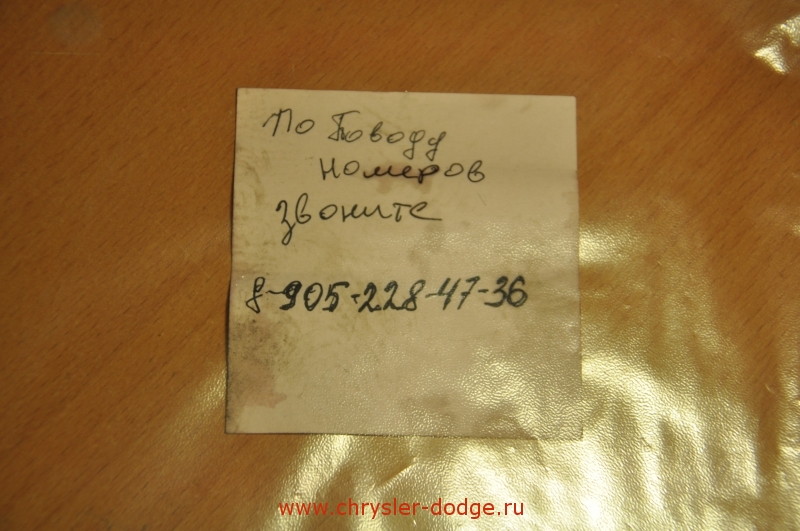 По Поводу
номеров
звоните
8-905-228-47-36
www.chrysler-dodge.ru